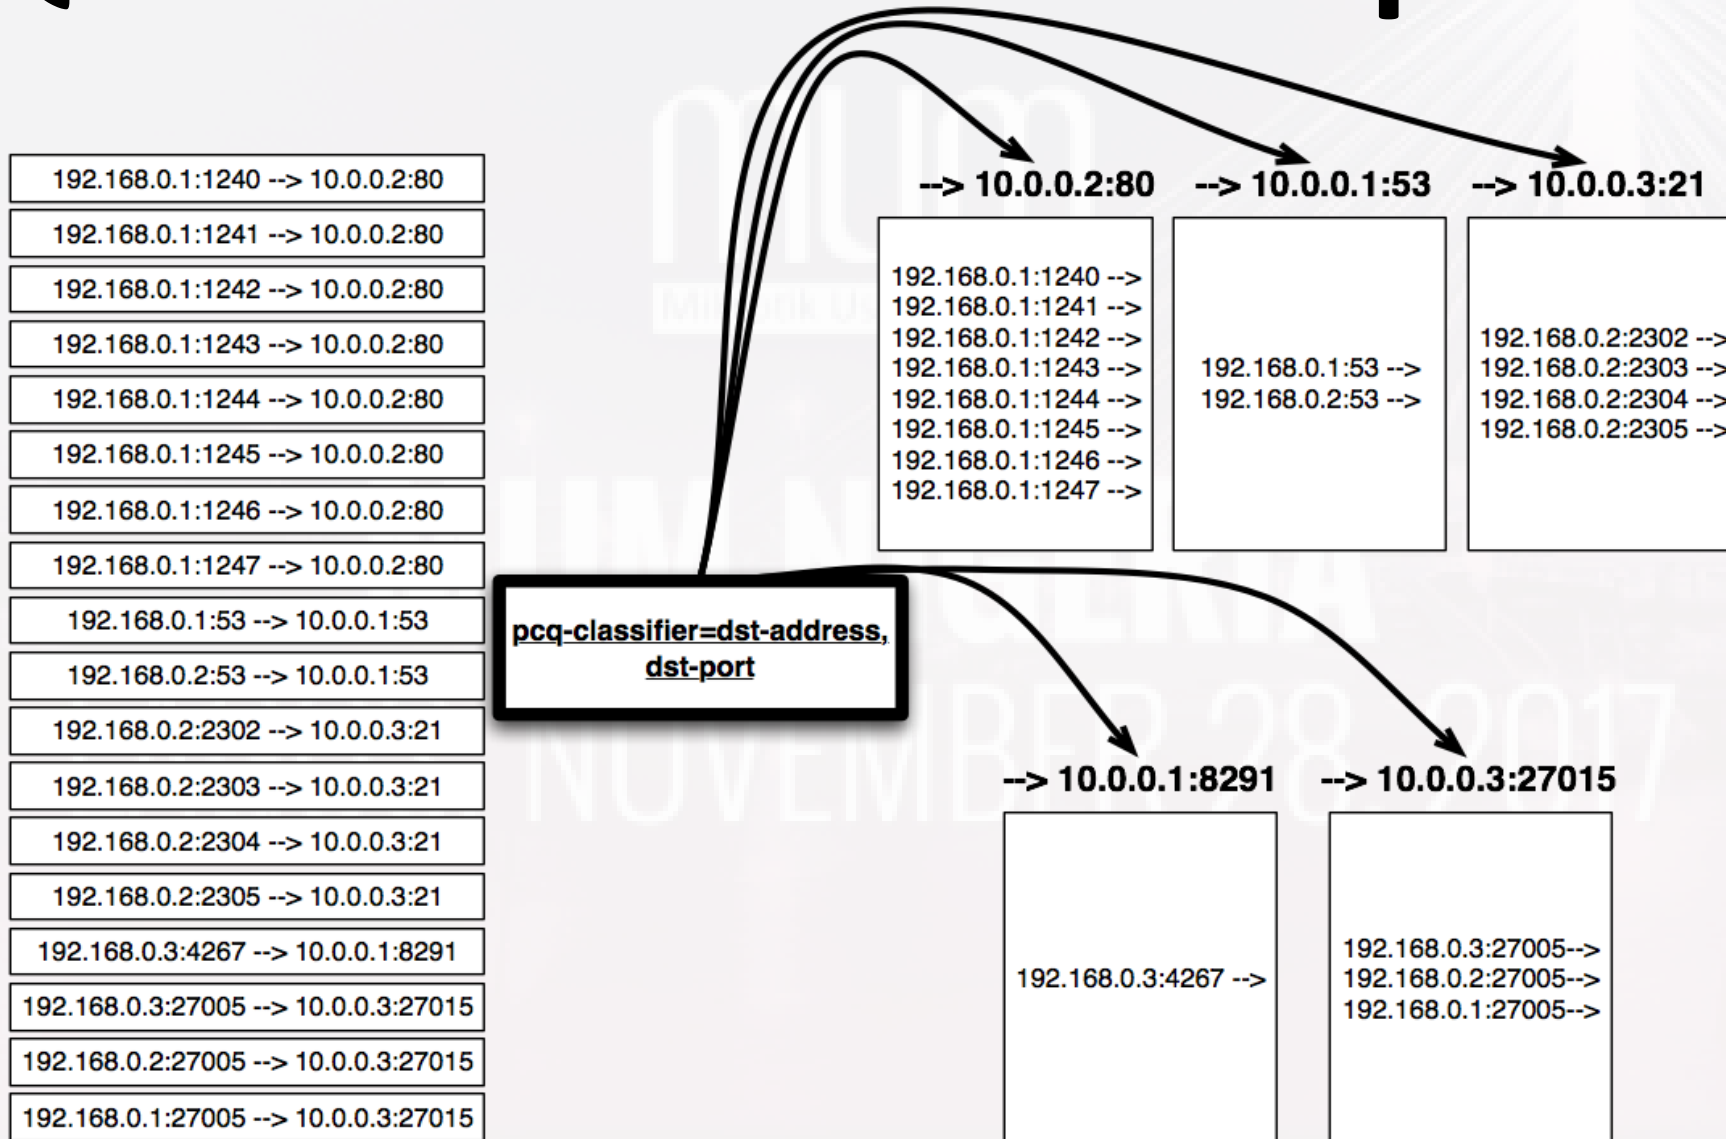 192.168.0.1:1240 --> 10.0.0.2:80
192.168.0.1:1241 --> 10.0.0.2:80
192.168.0.1:1242 --> 10.0.0.2:80
192.168.0.1:1243 --> 10.0.0.2:80
192.168.0.1:1244 --> 10.0.0.2:80
192.168.0.1:1245 --> 10.0.0.2:80
192.168.0.1:1246 --> 10.0.0.2:80
192.168.0.1:1247 --> 10.0.0.2:80
192.168.0.1:53 --> 10.0.0.1:53
192.168.0.2:53 --> 10.0.0.1:53
192.168.0.2:2302 --> 10.0.0.3:21
192.168.0.2:2303 --> 10.0.0.3:21
192.168.0.2:2304 --> 10.0.0.3:21
192.168.0.2:2305 --> 10.0.0.3:21
192.168.0.3:4267 --> 10.0.0.1:8291
192.168.0.3:27005 --> 10.0.0.3:27015
192.168.0.2:27005 --> 10.0.0.3:27015
192.168.0.1:27005 --> 10.0.0.3:27015
pcq-classifier=dst-address,
dst-port
--> 10.0.0.2:80
192.168.0.1:1240 -->
192.168.0.1:1241 -->
192.168.0.1:1242 -->
192.168.0.1:1243 -->
192.168.0.1:1244 -->
192.168.0.1:1245 -->
192.168.0.1:1246 -->
192.168.0.1:1247 -->
--> 10.0.0.1:53
192.168.0.1:53 -->
192.168.0.2:53 -->
--> 10.0.0.3:21
192.168.0.2:2302 -->
192.168.0.2:2303 -->
192.168.0.2:2304 -->
192.168.0.2:2305 -->
--> 10.0.0.1:8291
192.168.0.3:4267 -->
--> 10.0.0.3:27015
192.168.0.3:27005-->
192.168.0.2:27005-->
192.168.0.1:27005-->
mum
NOVEMBER 28, 2017